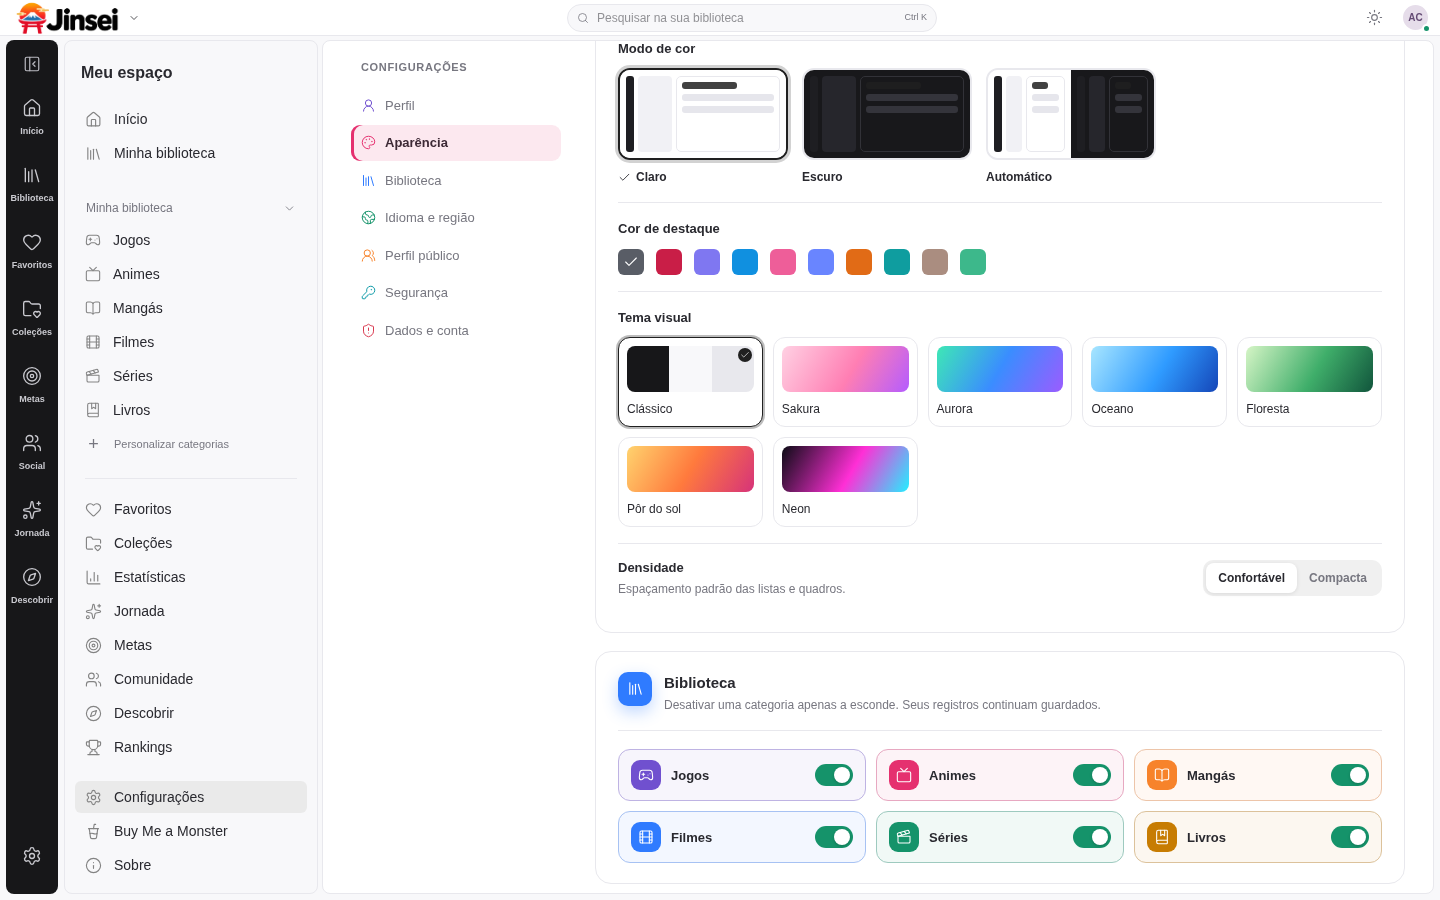 Jinsei
Pesquisar na sua biblioteca
Ctrl K
AC
Início
Biblioteca
Favoritos
Coleções
Metas
Social
Jornada
Descobrir
Meu espaço
Início
Minha biblioteca
Minha biblioteca
Jogos
Animes
Mangás
Filmes
Séries
Livros
Personalizar categorias
Favoritos
Coleções
Estatísticas
Jornada
Metas
Comunidade
Descobrir
Rankings
Configurações
Buy Me a Monster
Sobre
CONFIGURAÇÕES
Perfil
Aparência
Biblioteca
Idioma e região
Perfil público
Segurança
Dados e conta
Modo de cor
Claro
Escuro
Automático
Cor de destaque
Tema visual
Clássico
Sakura
Aurora
Oceano
Floresta
Pôr do sol
Neon
Densidade
Espaçamento padrão das listas e quadros.
Confortável
Compacta
Biblioteca
Desativar uma categoria apenas a esconde. Seus registros continuam guardados.
Jogos
Animes
Mangás
Filmes
Séries
Livros